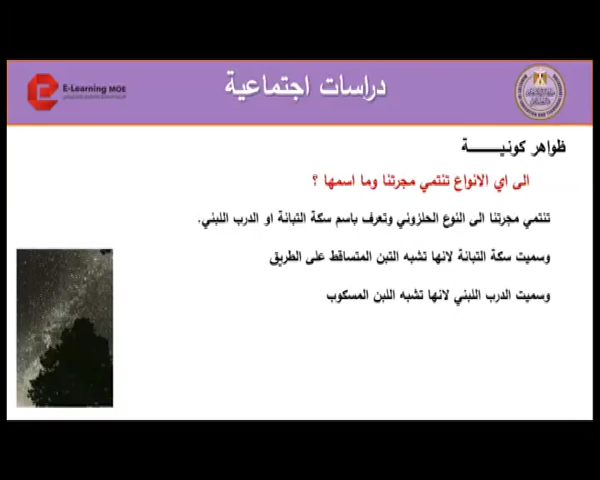 دراسات اجتماعية
E-Learning MOE
ظواهر كونيـــــــة
الى اي الانواع تنتمي مجرتنا وما اسمها ؟
تنتمي مجرتنا الى النوع الحلزوني وتعرف باسم سكة التبانة او الدرب اللبني.
وسميت سكة التبانة لانها تشبه التبن المتساقط على الطريق
وسميت الدرب اللبني لانها تشبه اللبن المسكوب